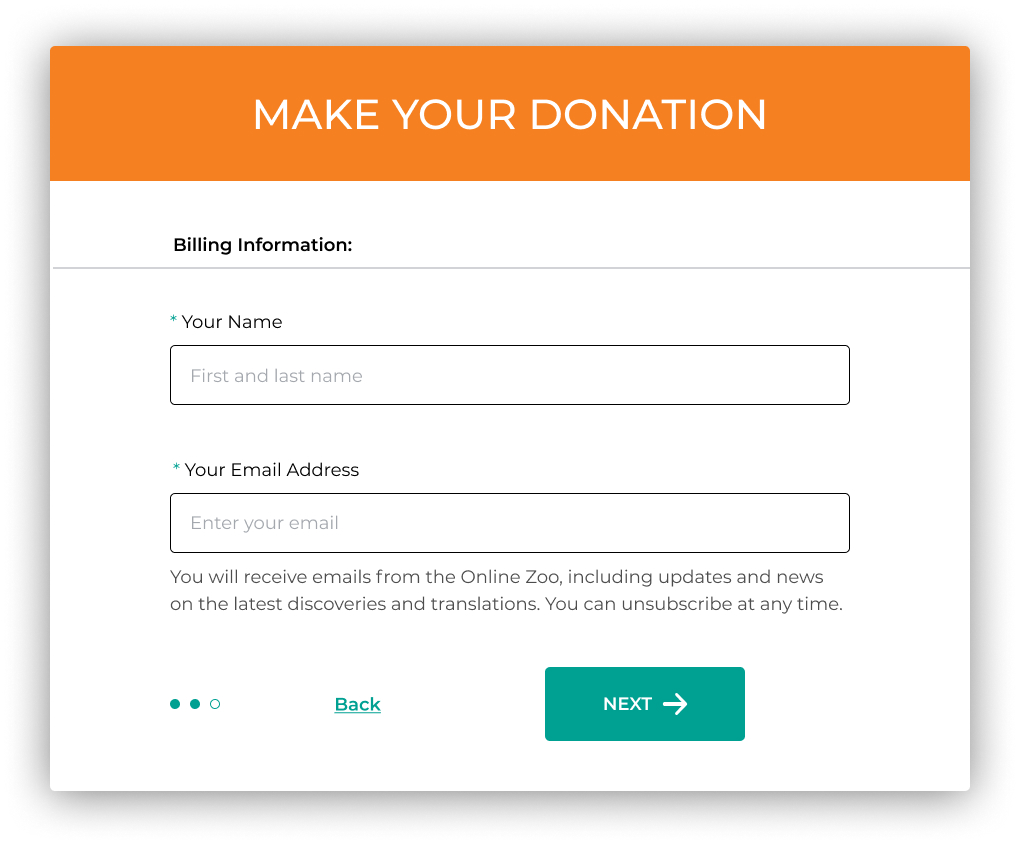 MAKE YOUR DONATION
Billing Information:
* Your Name
First and last name
* Your Email Address
Enter your email
You will receive emails from the Online Zoo, including updates and news
on the latest discoveries and translations. You can unsubscribe at any time.
Back
NEXT